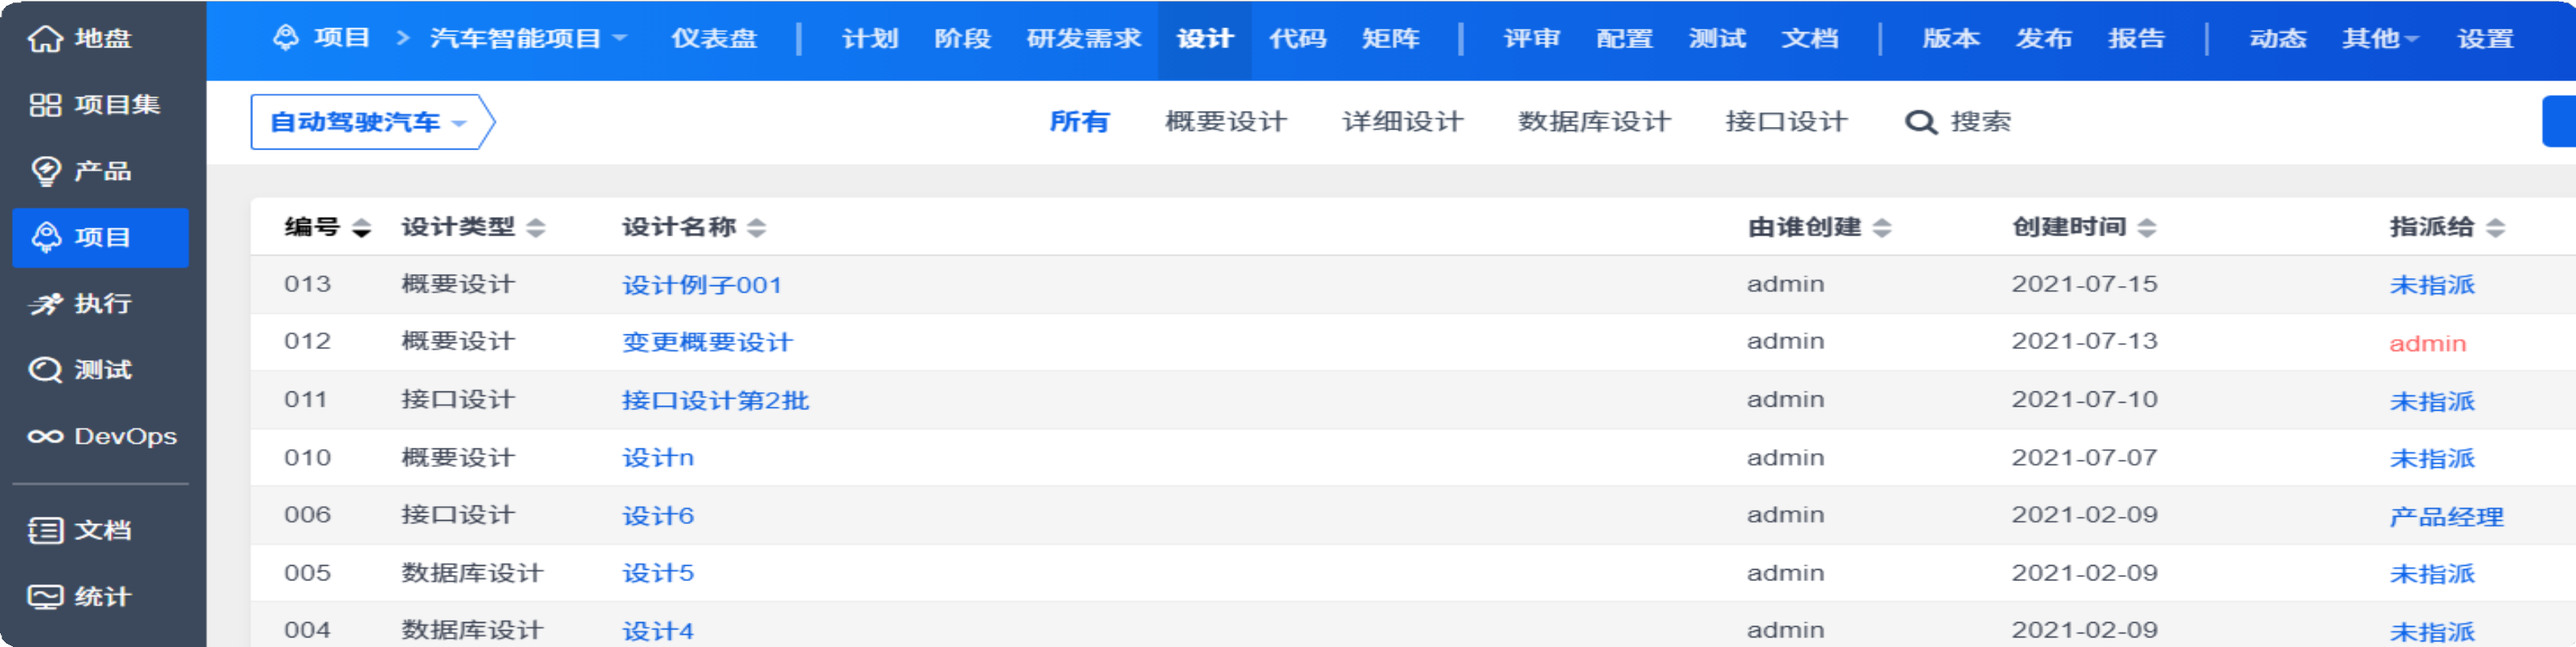 地盘
项目集
产品
项目
执行
测试
DevOps
文档
统计
项目 > 汽车智能项目 仪表盘 | 计划 阶段 研发需求 设计 代码 矩阵 | 评审 配置 测试 文档 | 版本 发布 报告 | 动态 其他 设置
自动驾驶汽车 所有 概要设计 详细设计 数据库设计 接口设计 搜索
编号 设计类型 设计名称 由谁创建 创建时间 指派给
013 概要设计 设计例子001 admin 2021-07-15 未指派
012 概要设计 变更概要设计 admin 2021-07-13 admin
011 接口设计 接口设计第2批 admin 2021-07-10 未指派
010 概要设计 设计n admin 2021-07-07 未指派
006 接口设计 设计6 admin 2021-02-09 产品经理
005 数据库设计 设计5 admin 2021-02-09 未指派
004 数据库设计 设计4 admin 2021-02-09 未指派